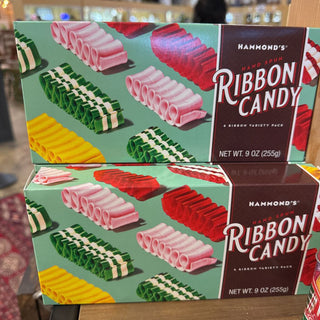 HAMMOND'S®
HAND SPUN
RIBBON
CANDY
A RIBBON VARIETY PACK
NET WT. 9 OZ (255g)
HAMMOND'S®
HAND SPUN
RIBBON
CANDY
A RIBBON VARIETY PACK
NET WT. 9 OZ (255g)